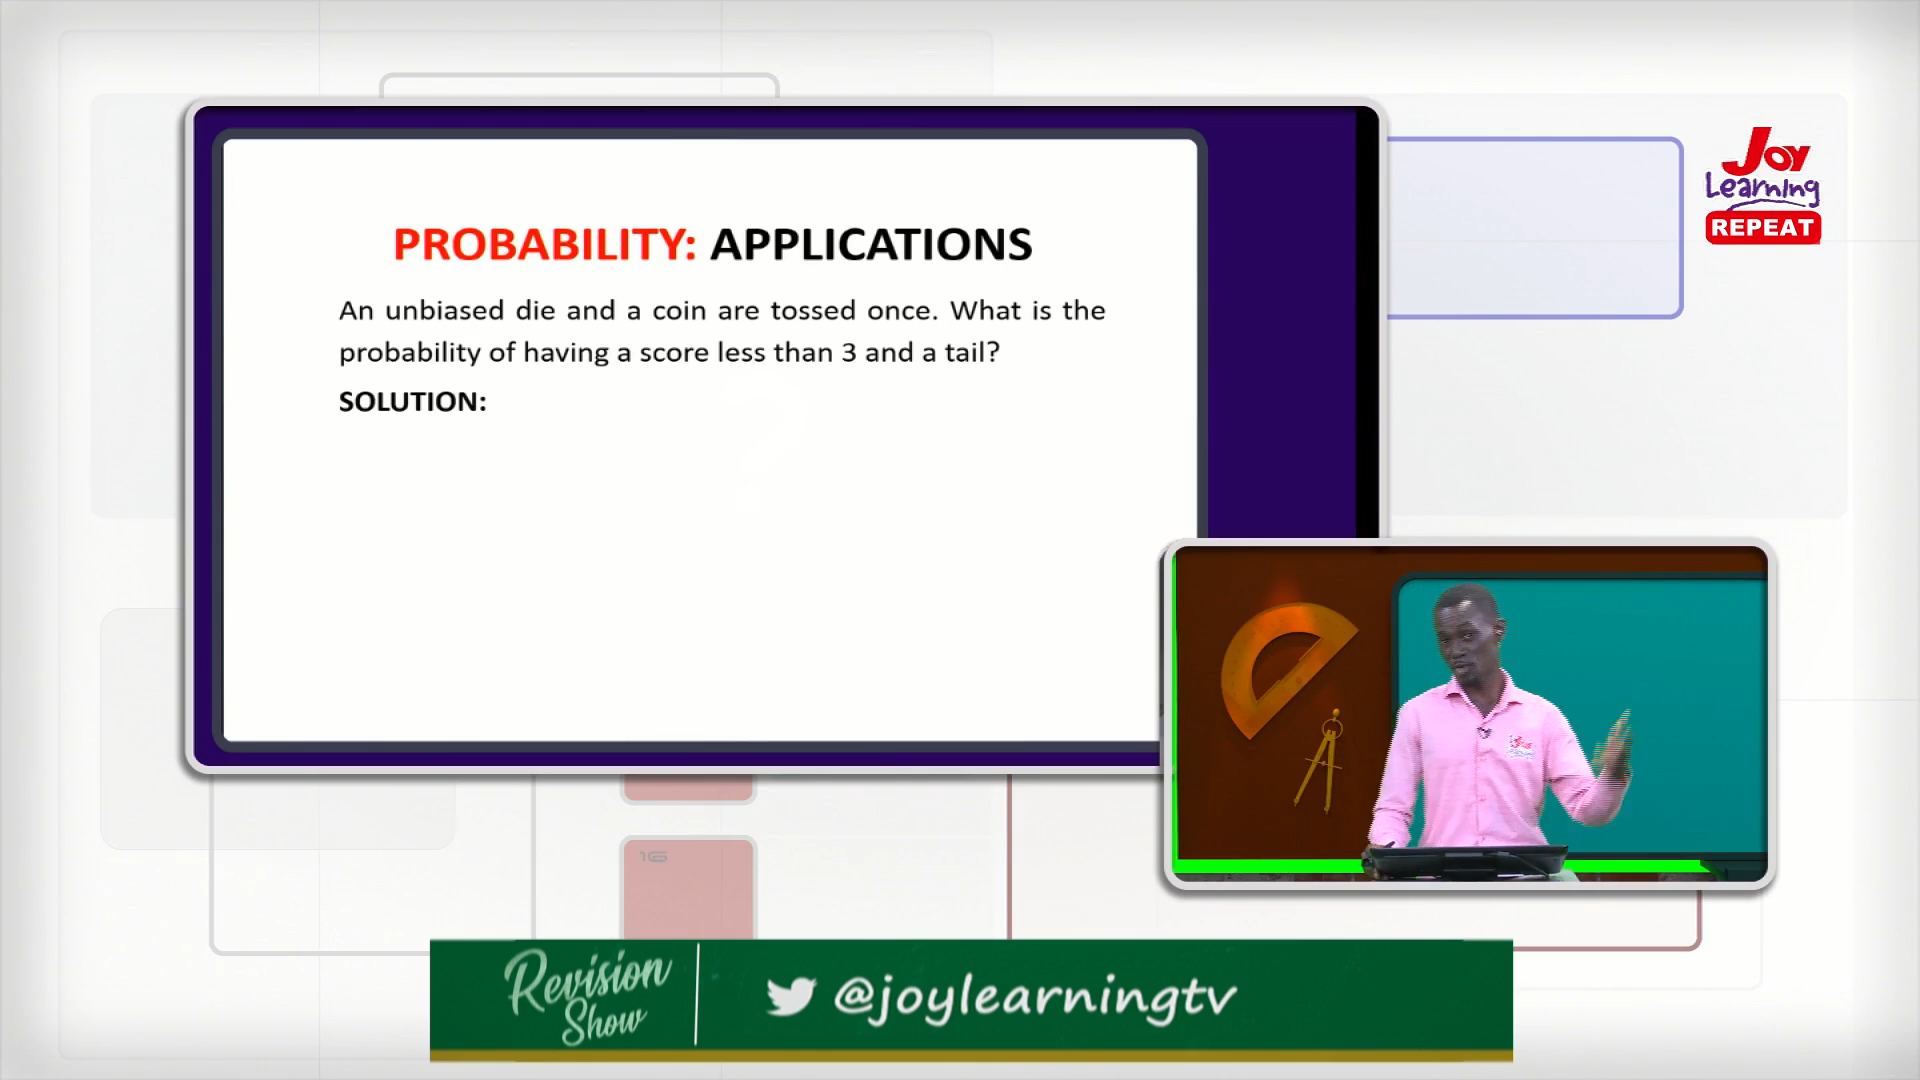 PROBABILITY: APPLICATIONS
An unbiased die and a coin are tossed once. What is the
probability of having a score less than 3 and a tail?
SOLUTION:
Joy
Learning
REPEAT
16
Revision
Show
@joylearningtv